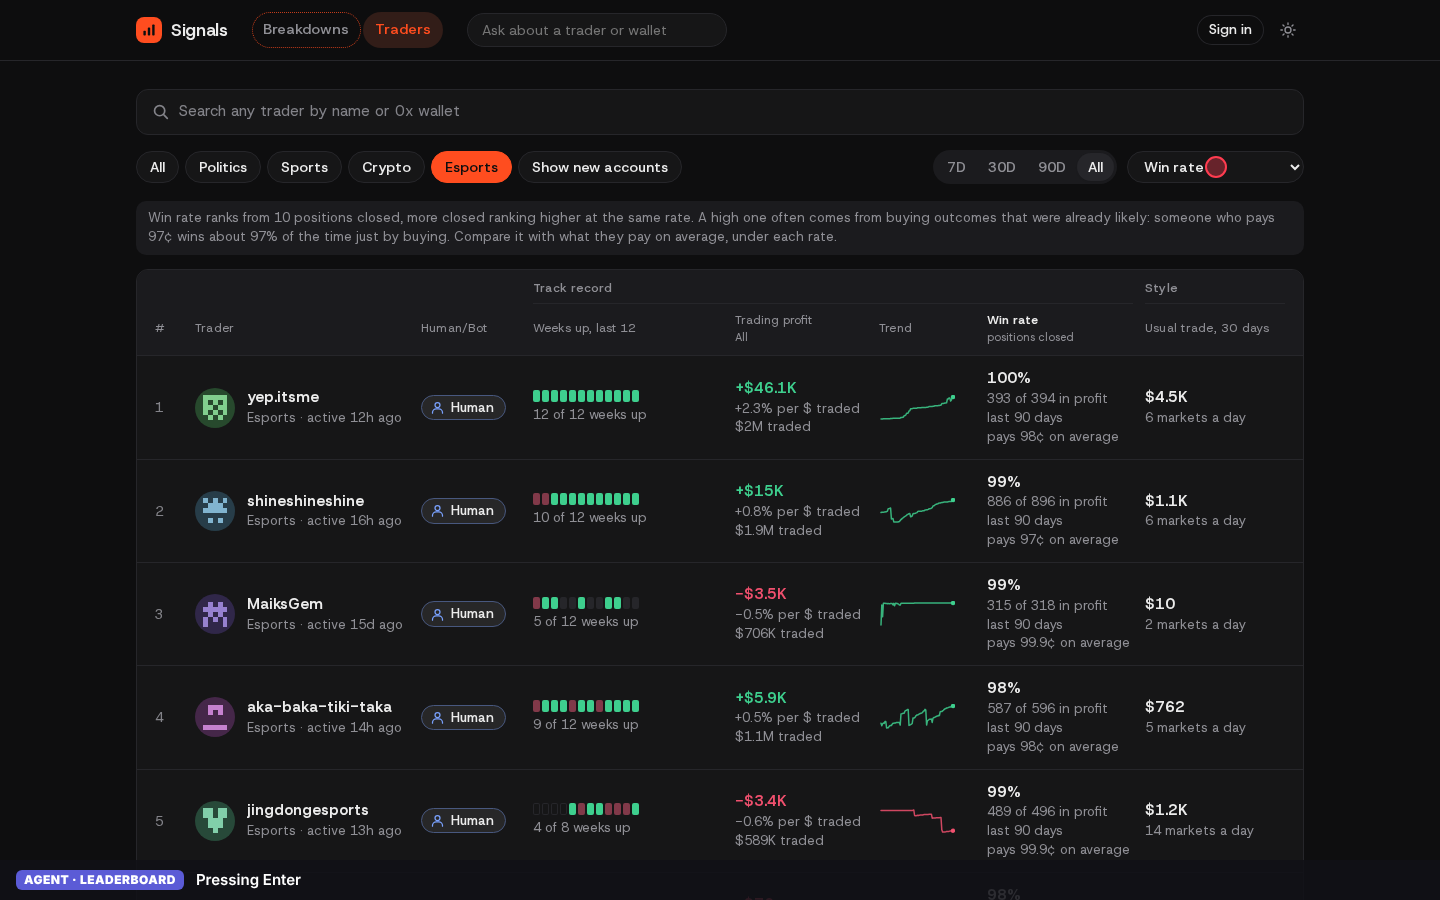 Signals
Breakdowns
Traders
Ask about a trader or wallet
Sign in
Search any trader by name or 0x wallet
All
Politics
Sports
Crypto
Esports
Show new accounts
7D
30D
90D
All
Win rate
Win rate ranks from 10 positions closed, more closed ranking higher at the same rate. A high one often comes from buying outcomes that were already likely: someone who pays
97¢ wins about 97% of the time just by buying. Compare it with what they pay on average, under each rate.
Track record
Style
#
Trader
Human/Bot
Weeks up, last 12
Trading profit
All
Trend
Win rate
positions closed
Usual trade, 30 days
1
yep.itsme
Esports · active 12h ago
Human
12 of 12 weeks up
+$46.1K
+2.3% per $ traded
$2M traded
100%
393 of 394 in profit
last 90 days
pays 98¢ on average
$4.5K
6 markets a day
2
shineshineshine
Esports · active 16h ago
Human
10 of 12 weeks up
+$15K
+0.8% per $ traded
$1.9M traded
99%
886 of 896 in profit
last 90 days
pays 97¢ on average
$1.1K
6 markets a day
3
MaiksGem
Esports · active 15d ago
Human
5 of 12 weeks up
−$3.5K
−0.5% per $ traded
$706K traded
99%
315 of 318 in profit
last 90 days
pays 99.9¢ on average
$10
2 markets a day
4
aka-baka-tiki-taka
Esports · active 14h ago
Human
9 of 12 weeks up
+$5.9K
+0.5% per $ traded
$1.1M traded
98%
587 of 596 in profit
last 90 days
pays 98¢ on average
$762
5 markets a day
5
jingdongesports
Esports · active 13h ago
Human
4 of 8 weeks up
−$3.4K
−0.6% per $ traded
$589K traded
99%
489 of 496 in profit
last 90 days
pays 99.9¢ on average
$1.2K
14 markets a day
98%
AGENT · LEADERBOARD
Pressing Enter